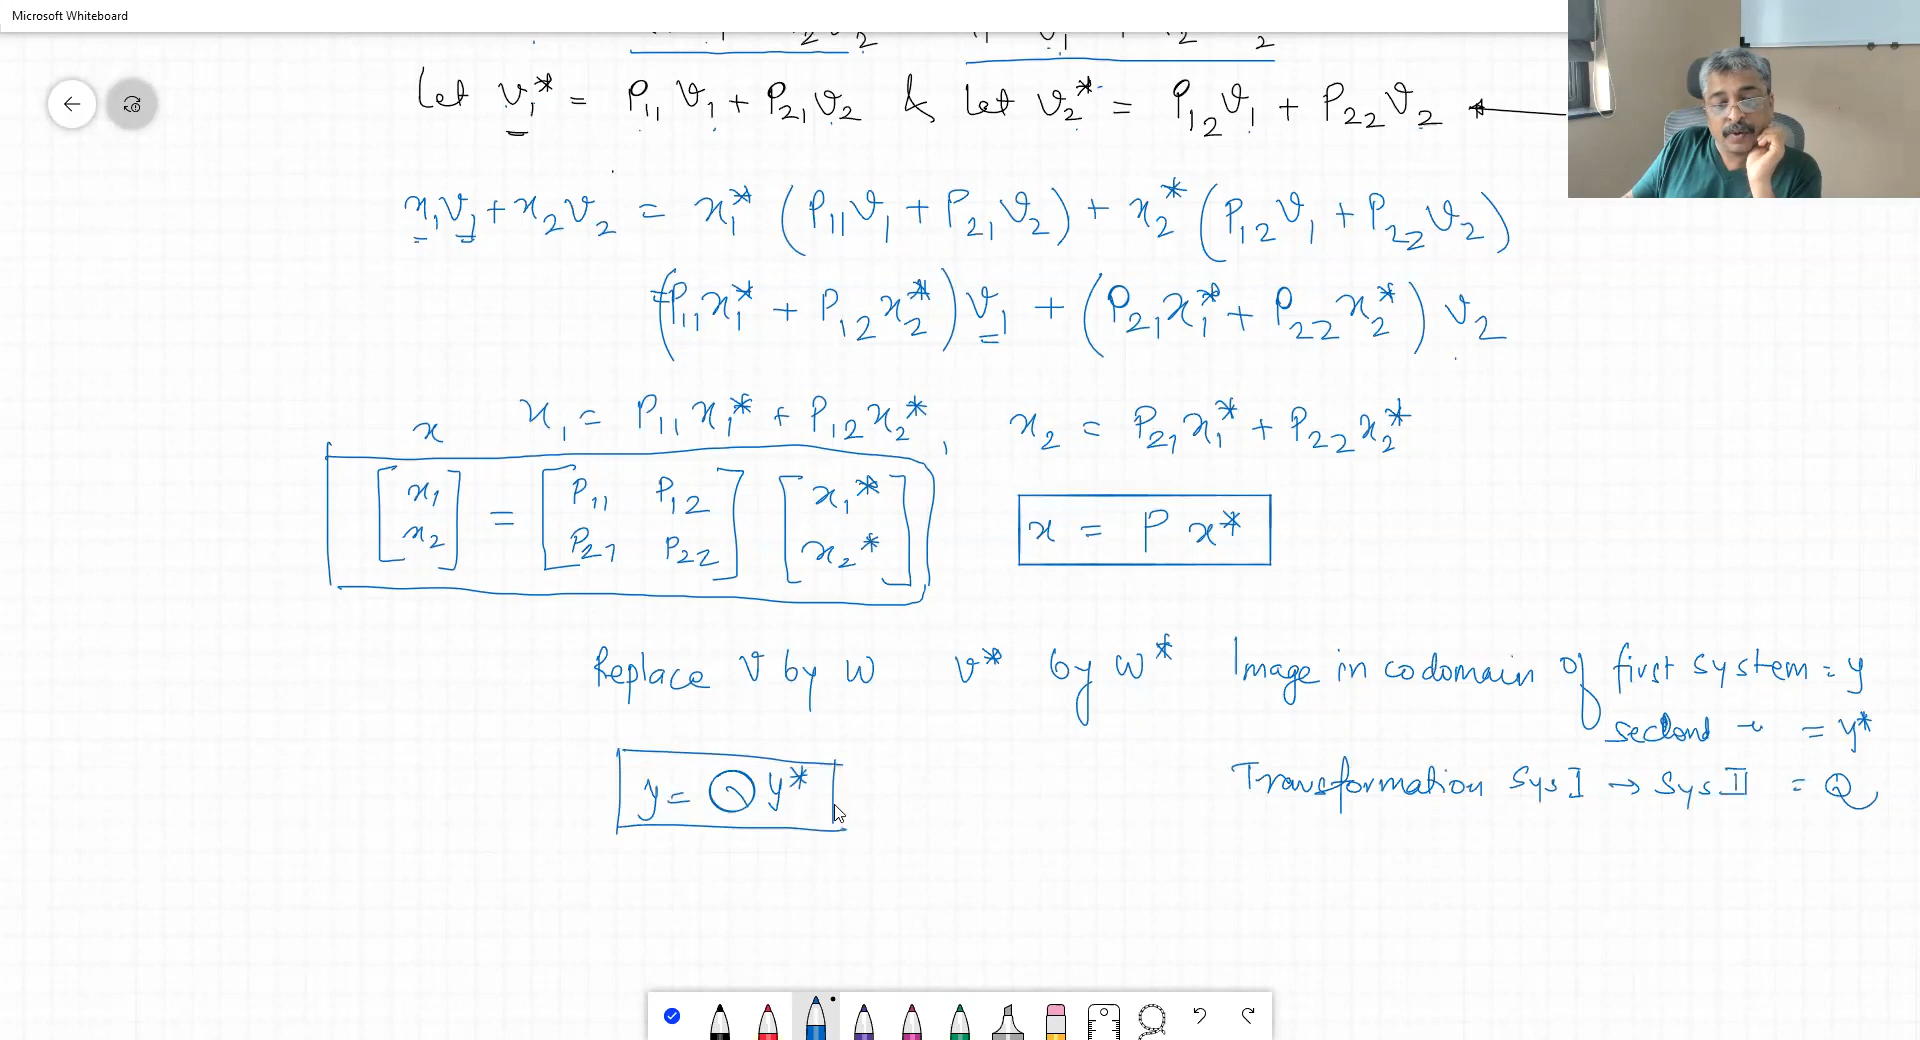 Microsoft Whiteboard
Let v₁* = P₁₁ v₁ + P₂₁ v₂ & let v₂* = P₁₂ v₁ + P₂₂ v₂ ←
x₁v₁ + x₂v₂ = x₁* (P₁₁v₁ + P₂₁v₂) + x₂* (P₁₂v₁ + P₂₂v₂)
= (P₁₁x₁* + P₁₂x₂*) v₁ + (P₂₁x₁* + P₂₂x₂*) v₂
x₁ = P₁₁x₁* + P₁₂x₂* , x₂ = P₂₁x₁* + P₂₂x₂*
x
[x₁ x₂] = [P₁₁ P₁₂ P₂₁ P₂₂] [x₁* x₂*]
x = P x*
Replace v by w v* by w* Image in codomain of first system = y
second " = y*
y = Q y*
Transformation Sys I → Sys II = Q